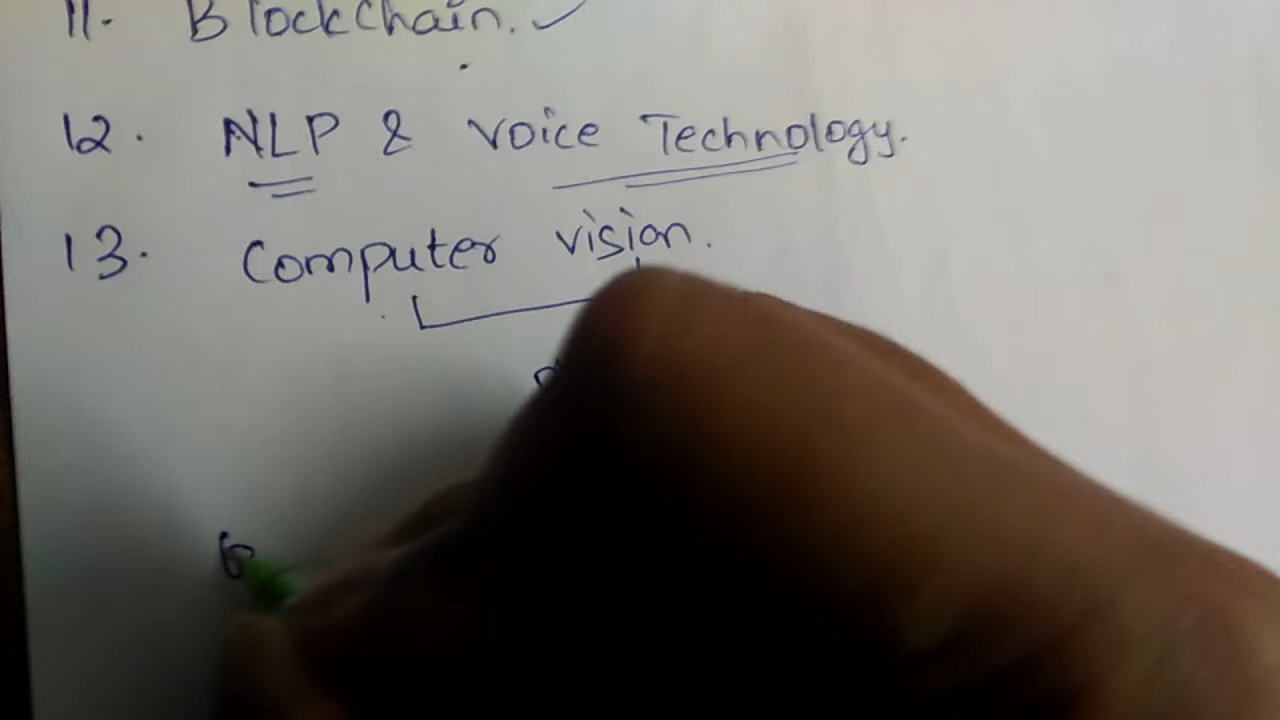 11. Blockchain.
12. NLP & voice Technology.
13. Computer vision.